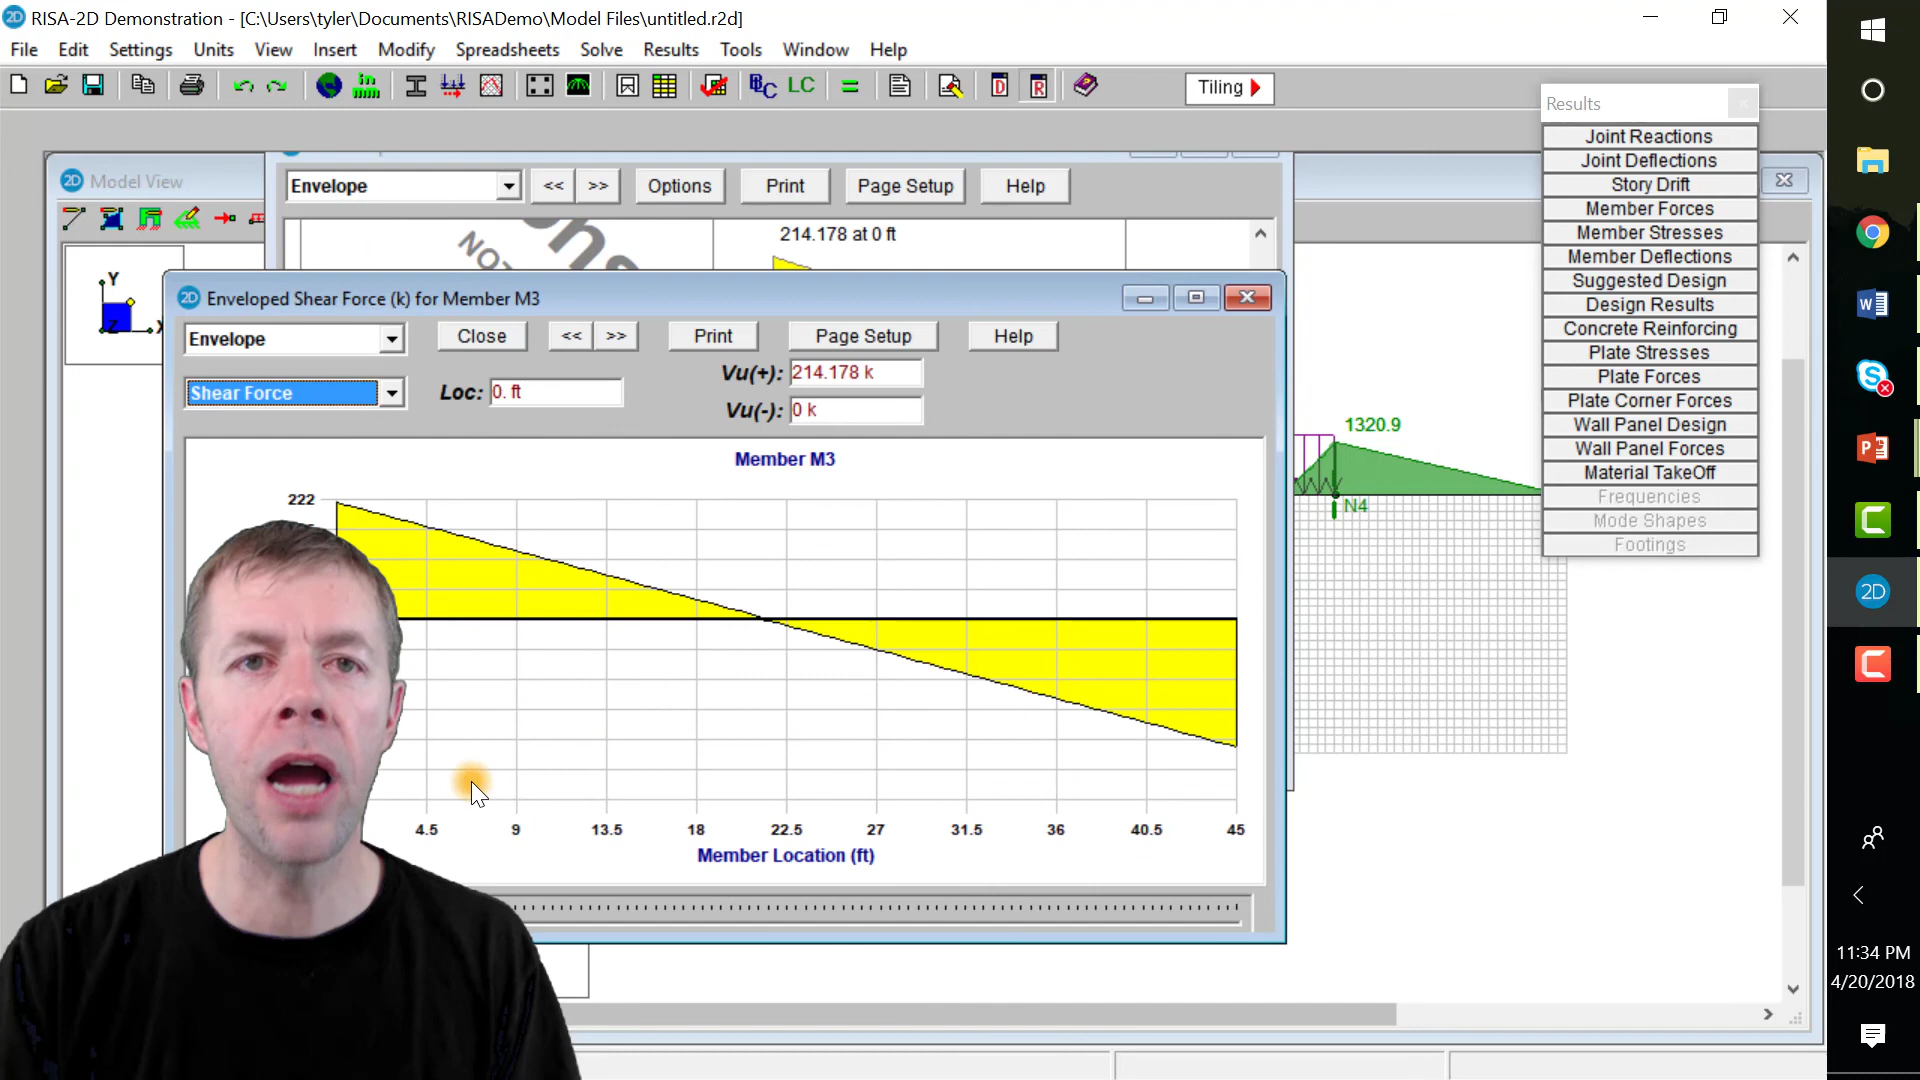 2D RISA-2D Demonstration - [C:\Users\tyler\Documents\RISADemo\Model Files\untitled.r2d]
File Edit Settings Units View Insert Modify Spreadsheets Solve Results Tools Window Help
LC
D R
Tiling
Results
Joint Reactions
Joint Deflections
Story Drift
Member Forces
Member Stresses
Member Deflections
Suggested Design
Design Results
Concrete Reinforcing
Plate Stresses
Plate Forces
Plate Corner Forces
Wall Panel Design
Wall Panel Forces
Material TakeOff
Frequencies
Mode Shapes
Footings
2D Model View
Envelope << >> Options Print Page Setup Help
214.178 at 0 ft
NOT
Y
Z X
2D Enveloped Shear Force (k) for Member M3
Envelope Close << >> Print Page Setup Help
Shear Force Loc: 0. ft
Vu(+): 214.178 k
Vu(-): 0 k
Member M3
222
4.5 9 13.5 18 22.5 27 31.5 36 40.5 45
Member Location (ft)
1320.9
N4
2D
11:34 PM
4/20/2018